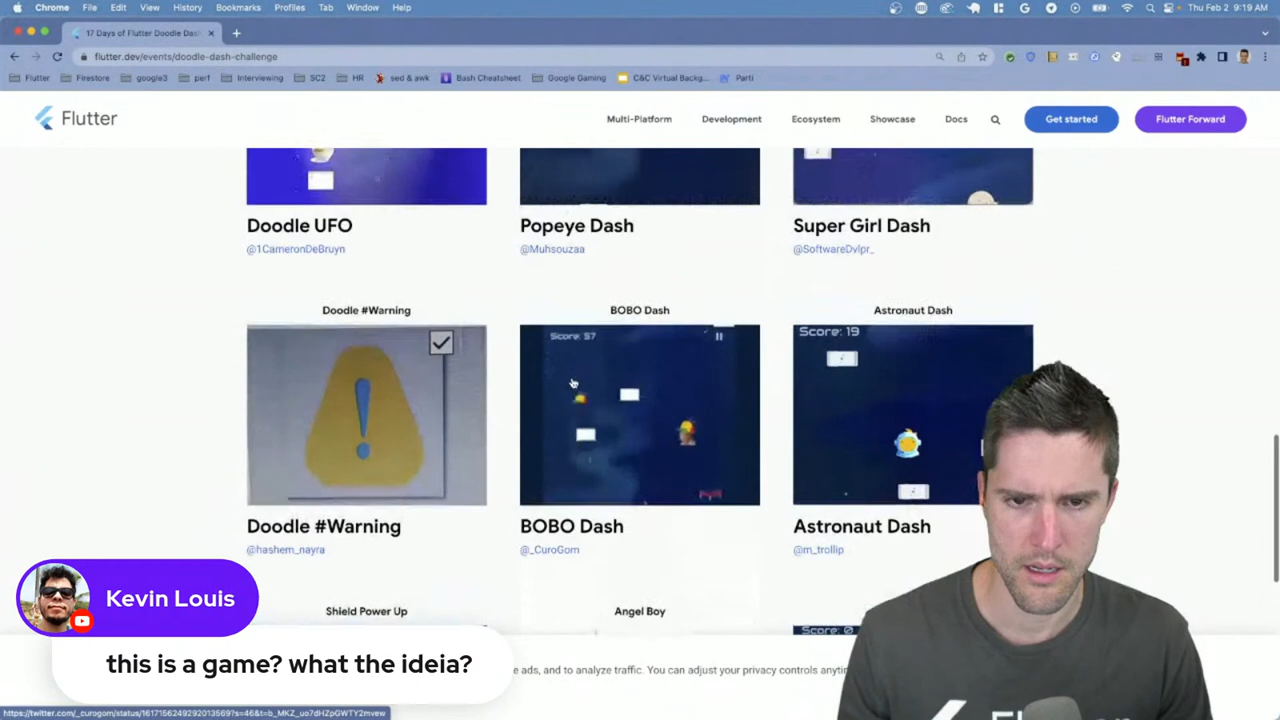 Chrome File Edit View History Bookmarks Profiles Tab Window Help
Thu Feb 2 9:19 AM
17 Days of Flutter Doodle Das
flutter.dev/events/doodle-dash-challenge
Flutter Firestore google3 perf Interviewing SC2 HR sed & awk Bash Cheatsheet Google Gaming C&C Virtual Backg... Parti
Flutter
Multi-Platform Development Ecosystem Showcase Docs Get started Flutter Forward
Doodle UFO Popeye Dash Super Girl Dash
@1CameronDeBruyn @Muhsouzaa @SoftwareDvlpr_
Doodle #Warning BOBO Dash Astronaut Dash
Score: 57
Score: 19
Doodle #Warning BOBO Dash Astronaut Dash
@hashem_nayra @_CuroGom @m_trollip
Shield Power Up Angel Boy
Score: 0
Kevin Louis
this is a game? what the ideia?
e ads, and to analyze traffic. You can adjust your privacy controls anytim